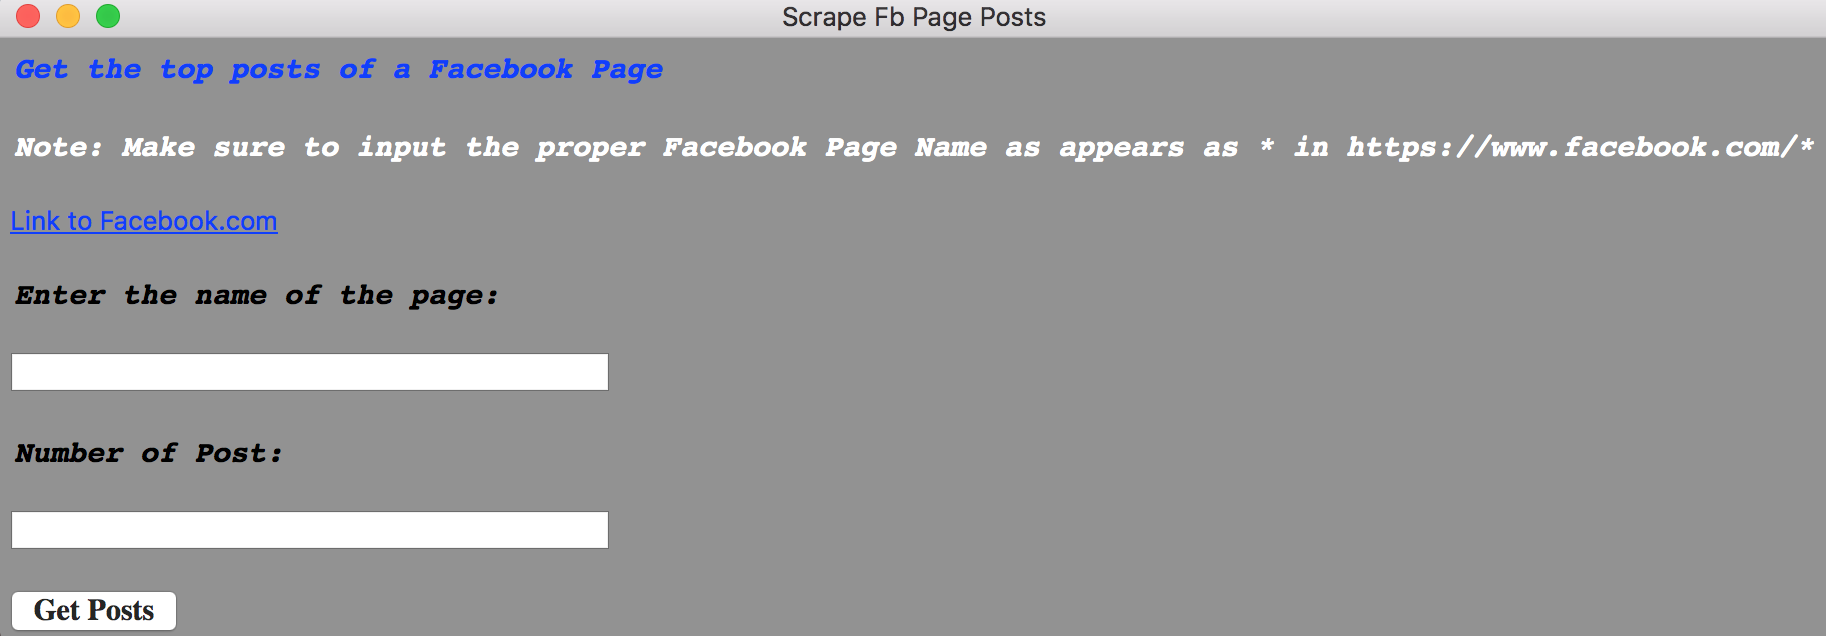 Scrape Fb Page Posts
Get the top posts of a Facebook Page
Note: Make sure to input the proper Facebook Page Name as appears as * in https://www.facebook.com/*
Link to Facebook.com
Enter the name of the page:
Number of Post:
Get Posts